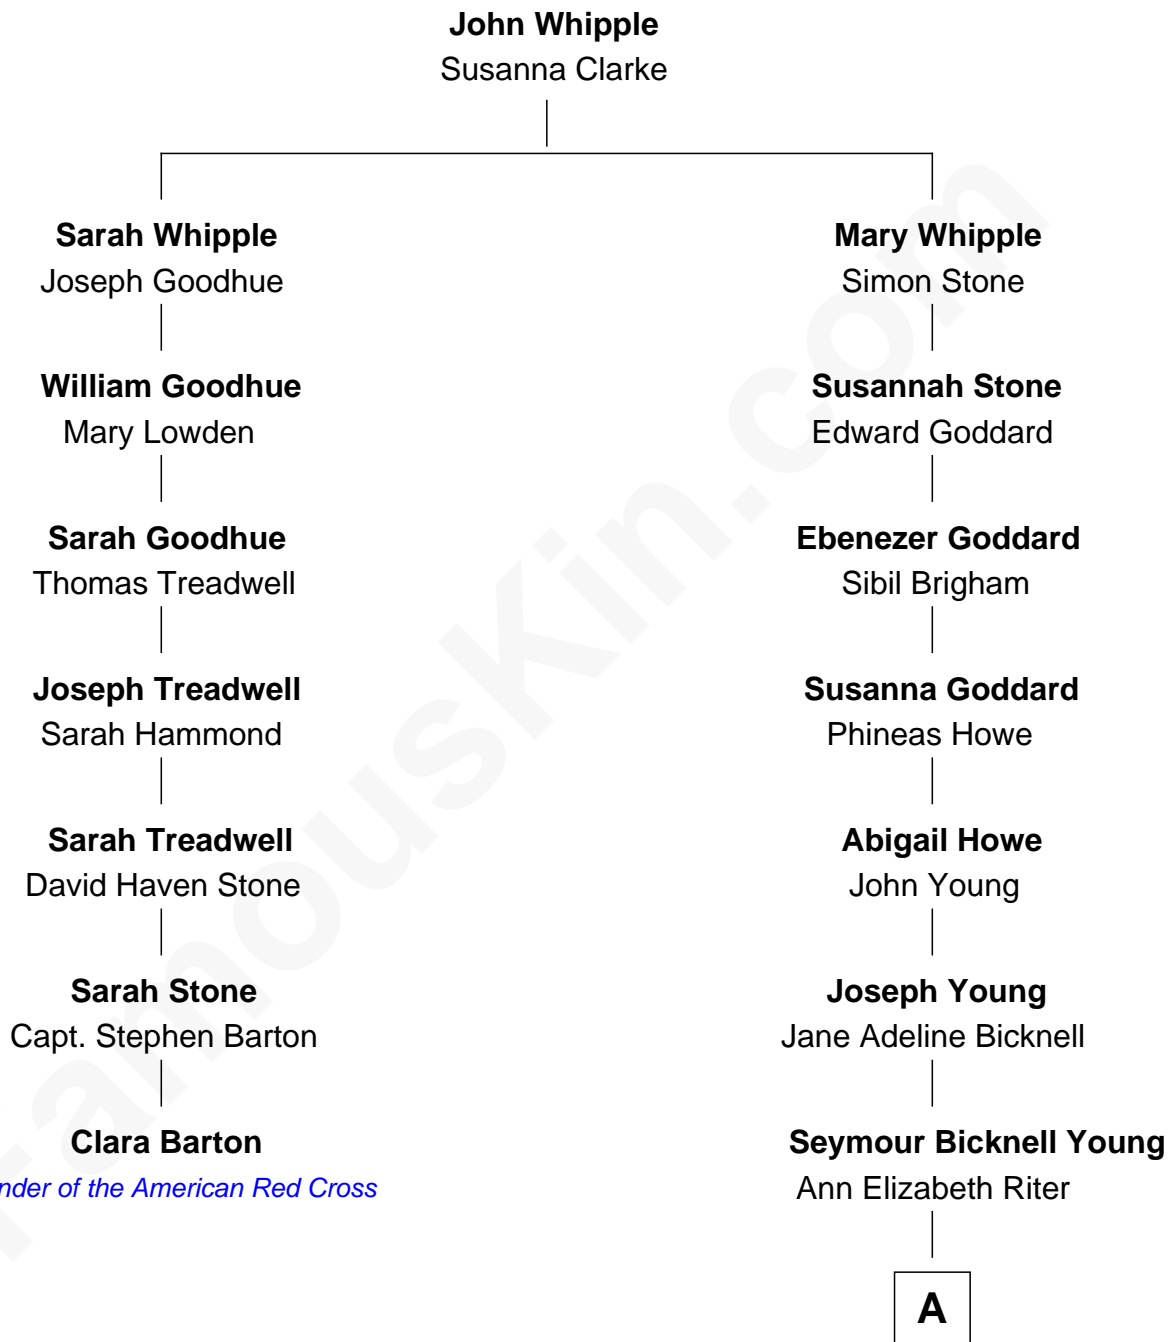 John Whipple
Susanna Clarke
Sarah Whipple
Joseph Goodhue
Mary Whipple
Simon Stone
William Goodhue
Mary Lowden
Susannah Stone
Edward Goddard
Sarah Goodhue
Thomas Treadwell
Ebenezer Goddard
Sibil Brigham
Joseph Treadwell
Sarah Hammond
Susanna Goddard
Phineas Howe
Sarah Treadwell
David Haven Stone
Abigail Howe
John Young
Sarah Stone
Capt. Stephen Barton
Joseph Young
Jane Adeline Bicknell
Clara Barton
nder of the American Red Cross
Seymour Bicknell Young
Ann Elizabeth Riter
A
FamousKin.com